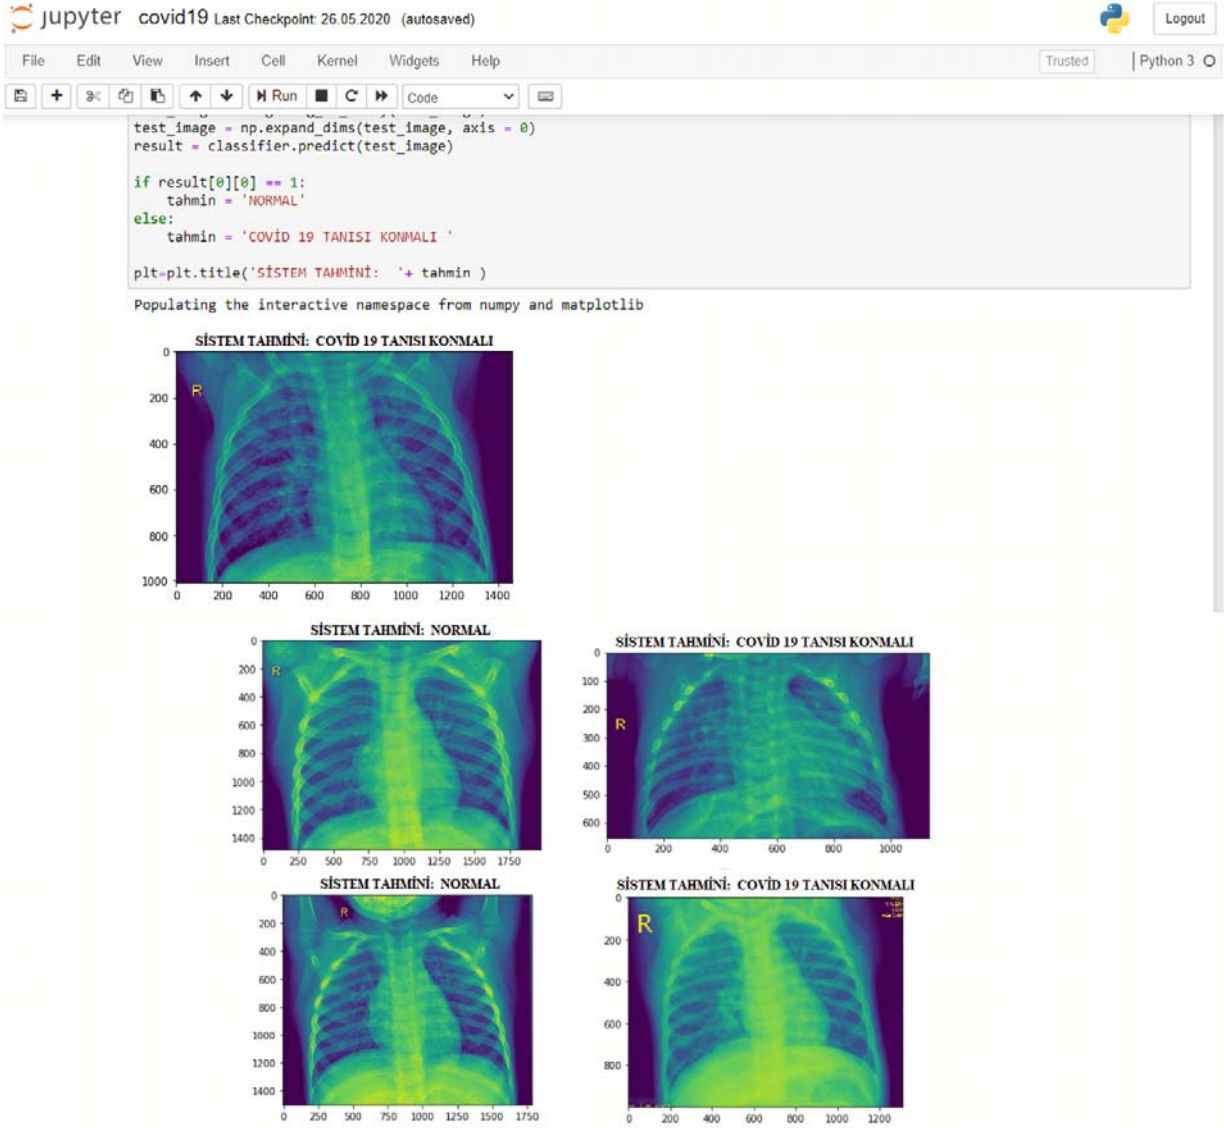 jupyter covid19 Last Checkpoint: 26.05.2020 (autosaved)
Logout
File Edit View Insert Cell Kernel Widgets Help
Trusted
Python 3
Run
Code
test_image = np.expand_dims(test_image, axis = 0)
result = classifier.predict(test_image)
if result[0][0] == 1:
    tahmin = 'NORMAL'
else:
    tahmin = 'COVİD 19 TANISI KONMALI '
plt=plt.title('SİSTEM TAHMİNİ:  '+ tahmin )
Populating the interactive namespace from numpy and matplotlib
SİSTEM TAHMİNİ: COVİD 19 TANISI KONMALI
R
0
200
400
600
800
1000
0 200 400 600 800 1000 1200 1400
SİSTEM TAHMİNİ: NORMAL
R
0
200
400
600
800
1000
1200
1400
0 250 500 750 1000 1250 1500 1750
SİSTEM TAHMİNİ: COVİD 19 TANISI KONMALI
R
0
100
200
300
400
500
600
0 200 400 600 800 1000
SİSTEM TAHMİNİ: NORMAL
R
0
200
400
600
800
1000
1200
1400
0 250 500 750 1000 1250 1500 1750
SİSTEM TAHMİNİ: COVİD 19 TANISI KONMALI
R
0
200
400
600
800
0 200 400 600 800 1000 1200